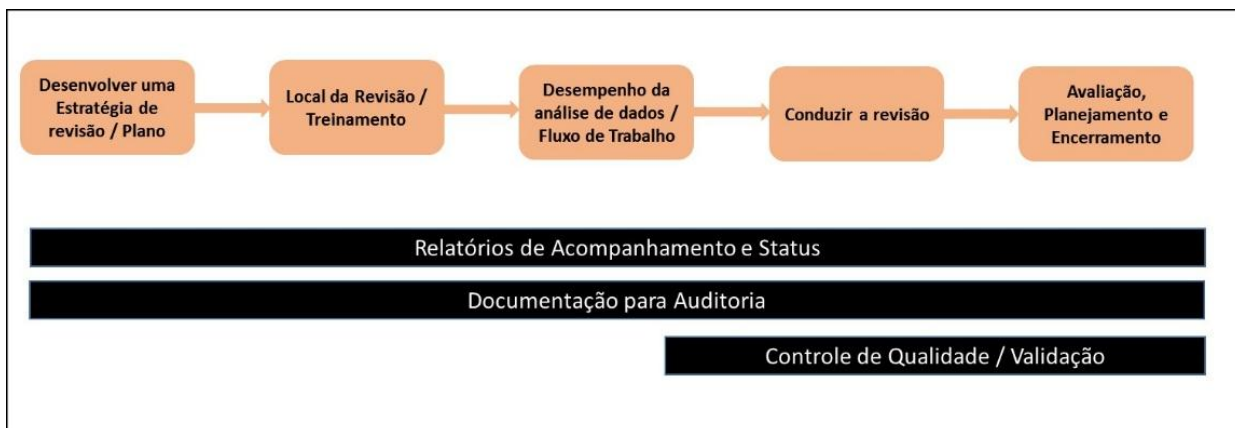 Desenvolver uma
Estratégia de
revisão / Plano
Local da Revisão /
Treinamento
Desempenho da
análise de dados /
Fluxo de Trabalho
Conduzir a revisão
Avaliação,
Planejamento e
Encerramento
Relatórios de Acompanhamento e Status
Documentação para Auditoria
Controle de Qualidade / Validação